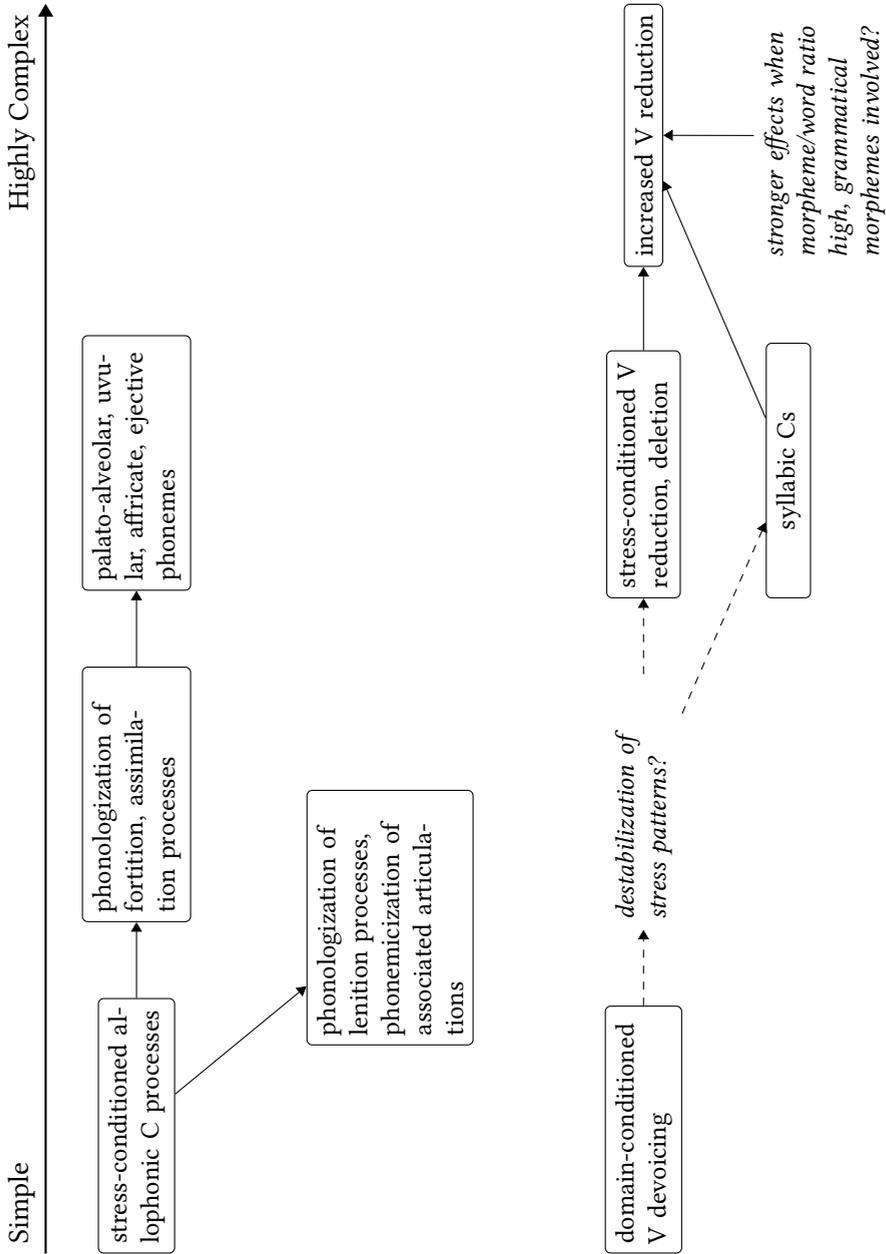 Simple
Highly Complex
stress-conditioned al-
lophonic C processes
phonologization of
fortition, assimila-
tion processes
palato-alveolar, uvu-
lar, affricate, ejective
phonemes
phonologization of
lenition processes,
phonemicization of
associated articula-
tions
domain-conditioned
V devoicing
destabilization of
stress patterns?
stress-conditioned V
reduction, deletion
increased V reduction
syllabic Cs
stronger effects when
morpheme/word ratio
high, grammatical
morphemes involved?